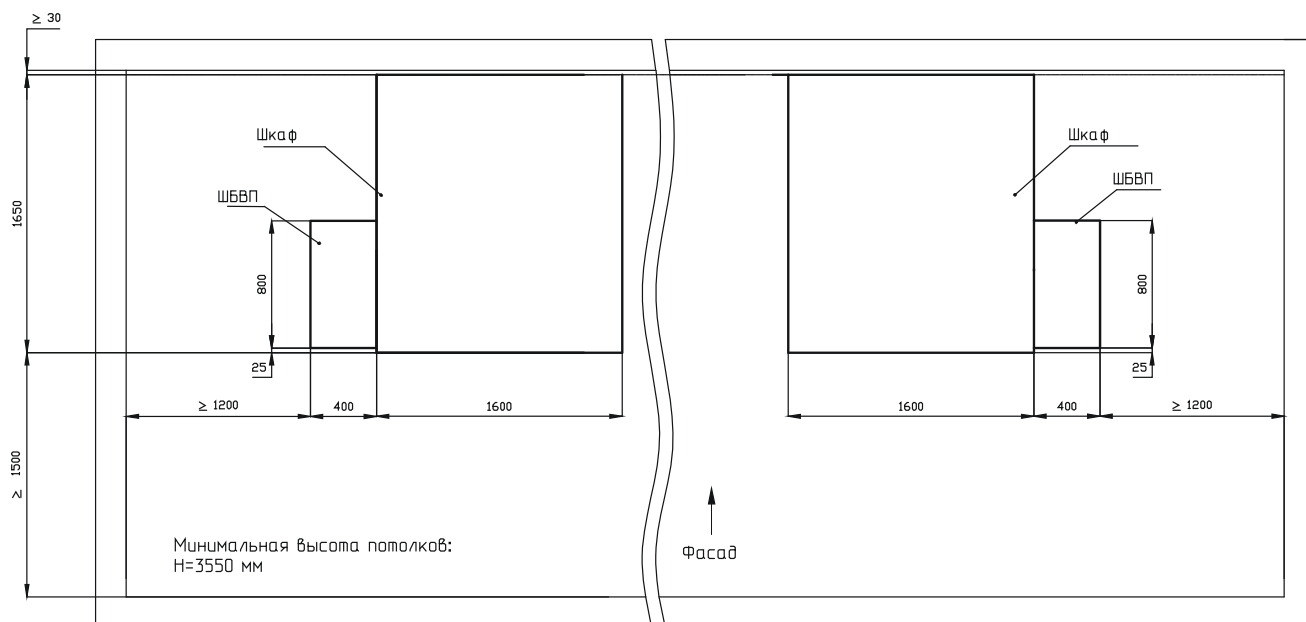 ≥ 30
Шкаф
Шкаф
ШБВП
ШБВП
1650
800
800
25
25
≥ 1200
400
1600
1600
400
≥ 1200
≥ 1500
Минимальная высота потолков:
H=3550 мм
Фасад